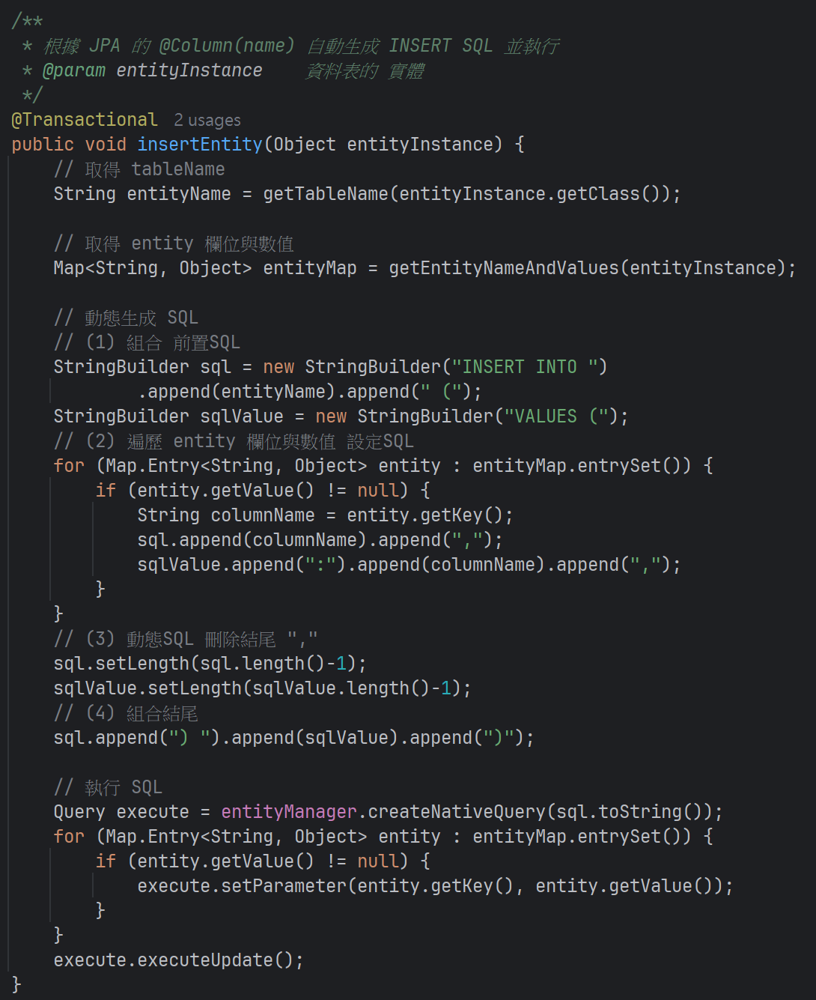 /**
 * 根據 JPA 的 @Column(name) 自動生成 INSERT SQL 並執行
 * @param entityInstance    資料表的 實體
 */
@Transactional 2 usages
public void insertEntity(Object entityInstance) {
    // 取得 tableName
    String entityName = getTableName(entityInstance.getClass());

    // 取得 entity 欄位與數值
    Map<String, Object> entityMap = getEntityNameAndValues(entityInstance);

    // 動態生成 SQL
    // (1) 組合 前置SQL
    StringBuilder sql = new StringBuilder("INSERT INTO ")
            .append(entityName).append(" (");
    StringBuilder sqlValue = new StringBuilder("VALUES (");
    // (2) 遍歷 entity 欄位與數值 設定SQL
    for (Map.Entry<String, Object> entity : entityMap.entrySet()) {
        if (entity.getValue() != null) {
            String columnName = entity.getKey();
            sql.append(columnName).append(",");
            sqlValue.append(":").append(columnName).append(",");
        }
    }
    // (3) 動態SQL 刪除結尾 ","
    sql.setLength(sql.length()-1);
    sqlValue.setLength(sqlValue.length()-1);
    // (4) 組合結尾
    sql.append(") ").append(sqlValue).append(")");

    // 執行 SQL
    Query execute = entityManager.createNativeQuery(sql.toString());
    for (Map.Entry<String, Object> entity : entityMap.entrySet()) {
        if (entity.getValue() != null) {
            execute.setParameter(entity.getKey(), entity.getValue());
        }
    }
    execute.executeUpdate();
}